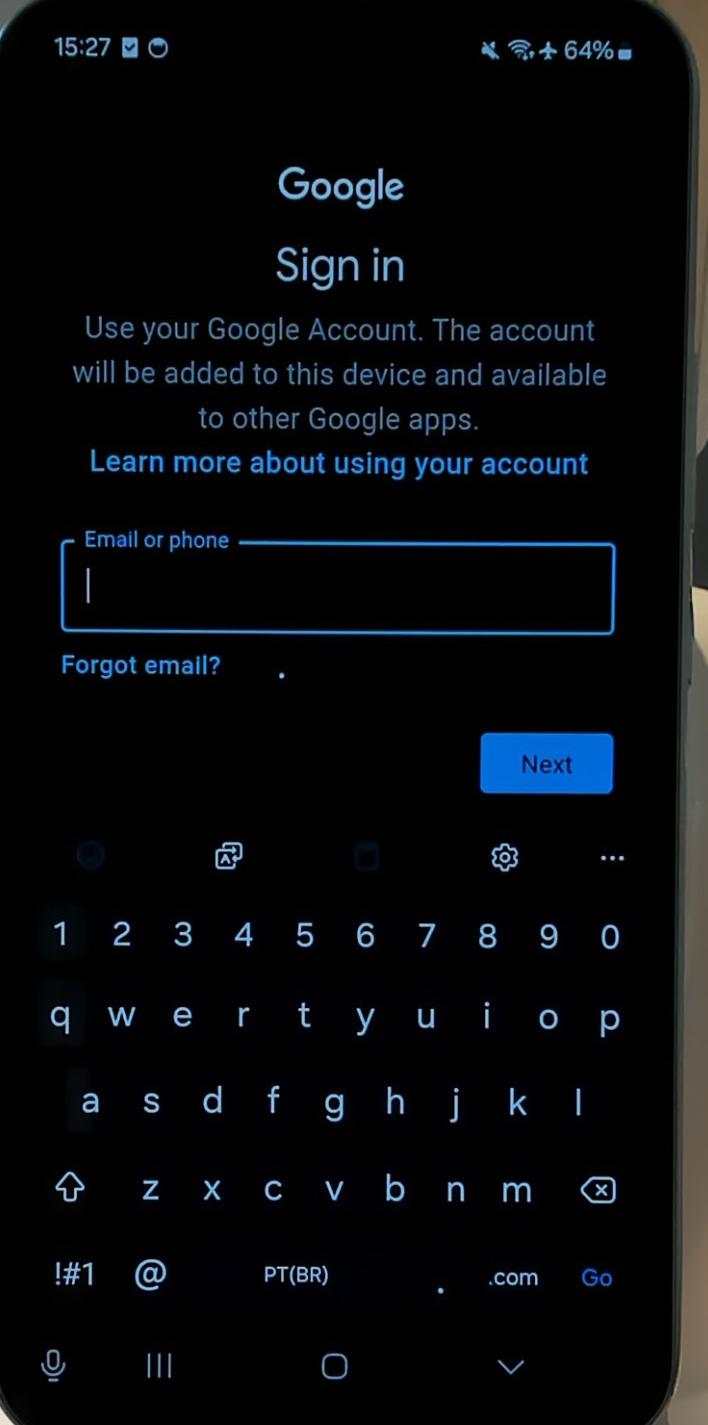 15:27
64%
Google
Sign in
Use your Google Account. The account
will be added to this device and available
to other Google apps.
Learn more about using your account
Email or phone
Forgot email?
Next
1 2 3 4 5 6 7 8 9 0
q w e r t y u i o p
a s d f g h j k l
z x c v b n m
!#1 @ PT(BR) . .com Go